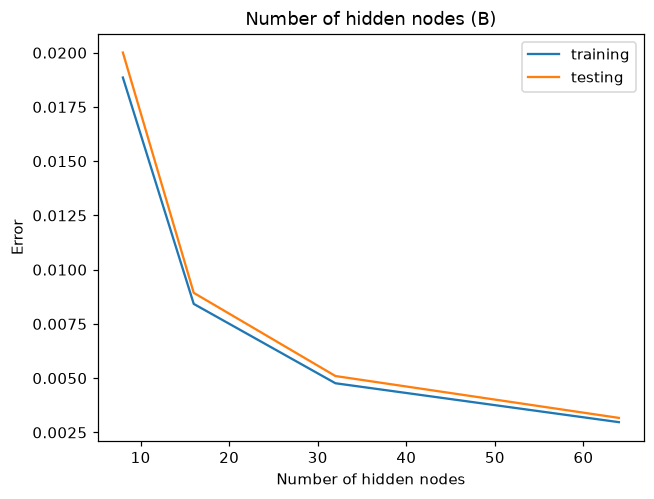 Number of hidden nodes (B)
training
testing
0.0200
0.0175
0.0150
0.0125
0.0100
0.0075
0.0050
0.0025
Error
10 20 30 40 50 60
Number of hidden nodes